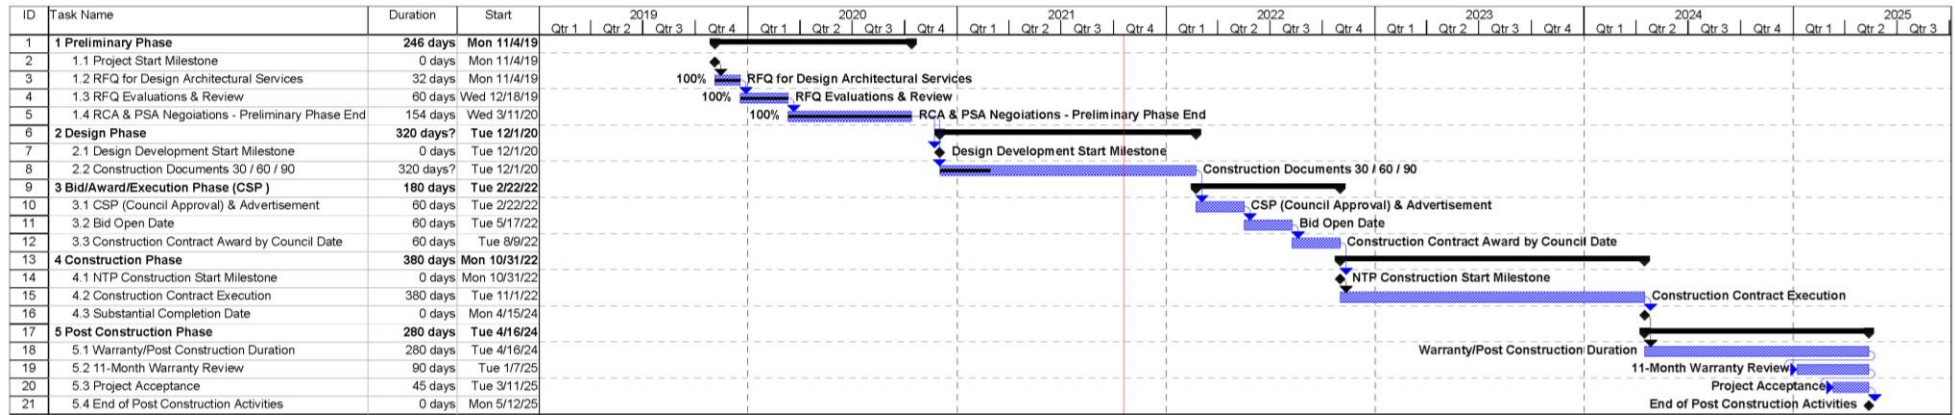 ID Task Name Duration Start 2019 2020 2021 2022 2023 2024 2025
Qtr 1 Qtr 2 Qtr 3 Qtr 4 Qtr 1 Qtr 2 Qtr 3 Qtr 4 Qtr 1 Qtr 2 Qtr 3 Qtr 4 Qtr 1 Qtr 2 Qtr 3 Qtr 4 Qtr 1 Qtr 2 Qtr 3 Qtr 4 Qtr 1 Qtr 2 Qtr 3 Qtr 4 Qtr 1 Qtr 2 Qtr 3
1 1 Preliminary Phase 246 days Mon 11/4/19
2 1.1 Project Start Milestone 0 days Mon 11/4/19
3 1.2 RFQ for Design Architectural Services 32 days Mon 11/4/19 100% RFQ for Design Architectural Services
4 1.3 RFQ Evaluations & Review 60 days Wed 12/18/19 100% RFQ Evaluations & Review
5 1.4 RCA & PSA Negoiations - Preliminary Phase End 154 days Wed 3/11/20 100% RCA & PSA Negoiations - Preliminary Phase End
6 2 Design Phase 320 days? Tue 12/1/20
7 2.1 Design Development Start Milestone 0 days Tue 12/1/20 Design Development Start Milestone
8 2.2 Construction Documents 30 / 60 / 90 320 days? Tue 12/1/20 Construction Documents 30 / 60 / 90
9 3 Bid/Award/Execution Phase (CSP ) 180 days Tue 2/22/22
10 3.1 CSP (Council Approval) & Advertisement 60 days Tue 2/22/22 CSP (Council Approval) & Advertisement
11 3.2 Bid Open Date 60 days Tue 5/17/22 Bid Open Date
12 3.3 Construction Contract Award by Council Date 60 days Tue 8/9/22 Construction Contract Award by Council Date
13 4 Construction Phase 380 days Mon 10/31/22
14 4.1 NTP Construction Start Milestone 0 days Mon 10/31/22 NTP Construction Start Milestone
15 4.2 Construction Contract Execution 380 days Tue 11/1/22 Construction Contract Execution
16 4.3 Substantial Completion Date 0 days Mon 4/15/24
17 5 Post Construction Phase 280 days Tue 4/16/24
18 5.1 Warranty/Post Construction Duration 280 days Tue 4/16/24 Warranty/Post Construction Duration
19 5.2 11-Month Warranty Review 90 days Tue 1/7/25 11-Month Warranty Review
20 5.3 Project Acceptance 45 days Tue 3/11/25 Project Acceptance
21 5.4 End of Post Construction Activities 0 days Mon 5/12/25 End of Post Construction Activities